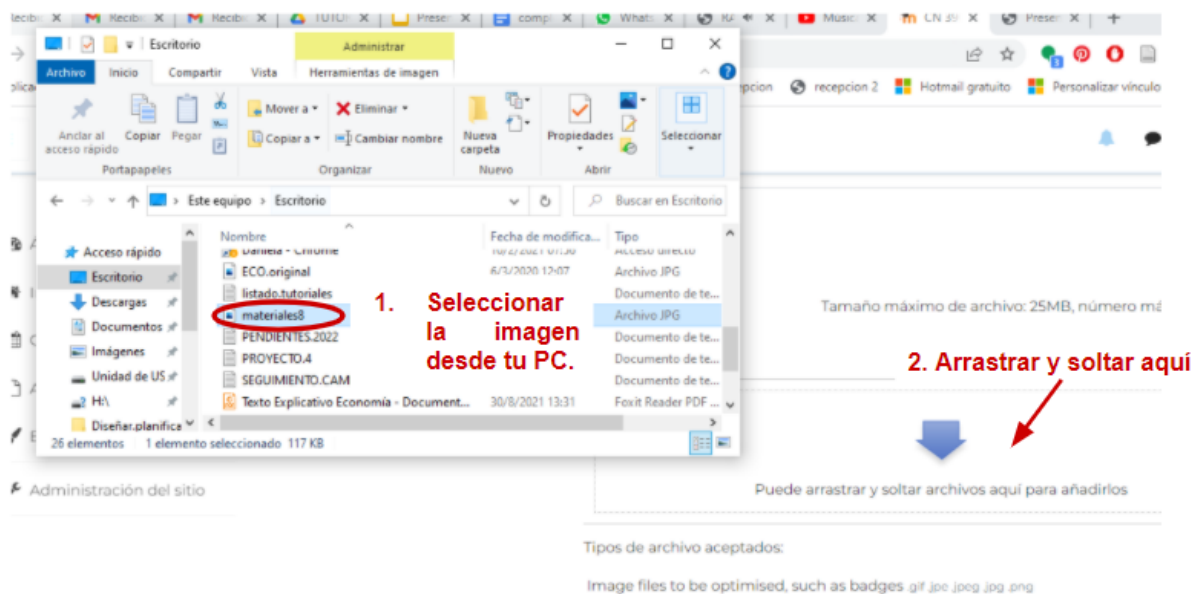 Recibi
Recibi
TUTOR
Preser
compl
Whats
Music
CN 39
Preser
Escritorio
Administrar
Archivo
Inicio
Compartir
Vista
Herramientas de imagen
recepcion 2
Hotmail gratuito
Personalizar vínculo
Anclar al
acceso rápido
Copiar
Pegar
Mover a
Copiar a
Eliminar
Cambiar nombre
Nueva
carpeta
Propiedades
Seleccionar
Portapapeles
Organizar
Nuevo
Abrir
Este equipo > Escritorio
Buscar en Escritorio
Nombre
Fecha de modifica...
Tipo
Acceso rápido
Escritorio
Descargas
Documentos
Imágenes
Unidad de US
H:\
Diseñar.planifica
Daniela - Chrome
Acceso directo
ECO.original 6/3/2020 12:07 Archivo JPG
listado.tutoriales Documento de te...
materiales8 Archivo JPG
PENDIENTES.2022 Documento de te...
PROYECTO.4 Documento de te...
SEGUIMIENTO.CAM Documento de te...
Texto Explicativo Economía - Document... 30/8/2021 13:31 Foxit Reader PDF ...
26 elementos 1 elemento seleccionado 117 KB
1. Seleccionar
la imagen
desde tu PC.
Tamaño máximo de archivo: 25MB, número má
2. Arrastrar y soltar aquí
Puede arrastrar y soltar archivos aquí para añadirlos
Administración del sitio
Tipos de archivo aceptados:
Image files to be optimised, such as badges .gif .jpe .jpeg .jpg .png